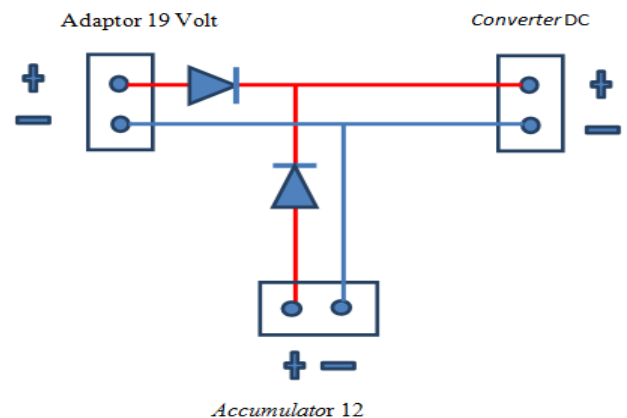 Adaptor 19 Volt
Converter DC
+
+
−
−
+ −
Accumulator 12